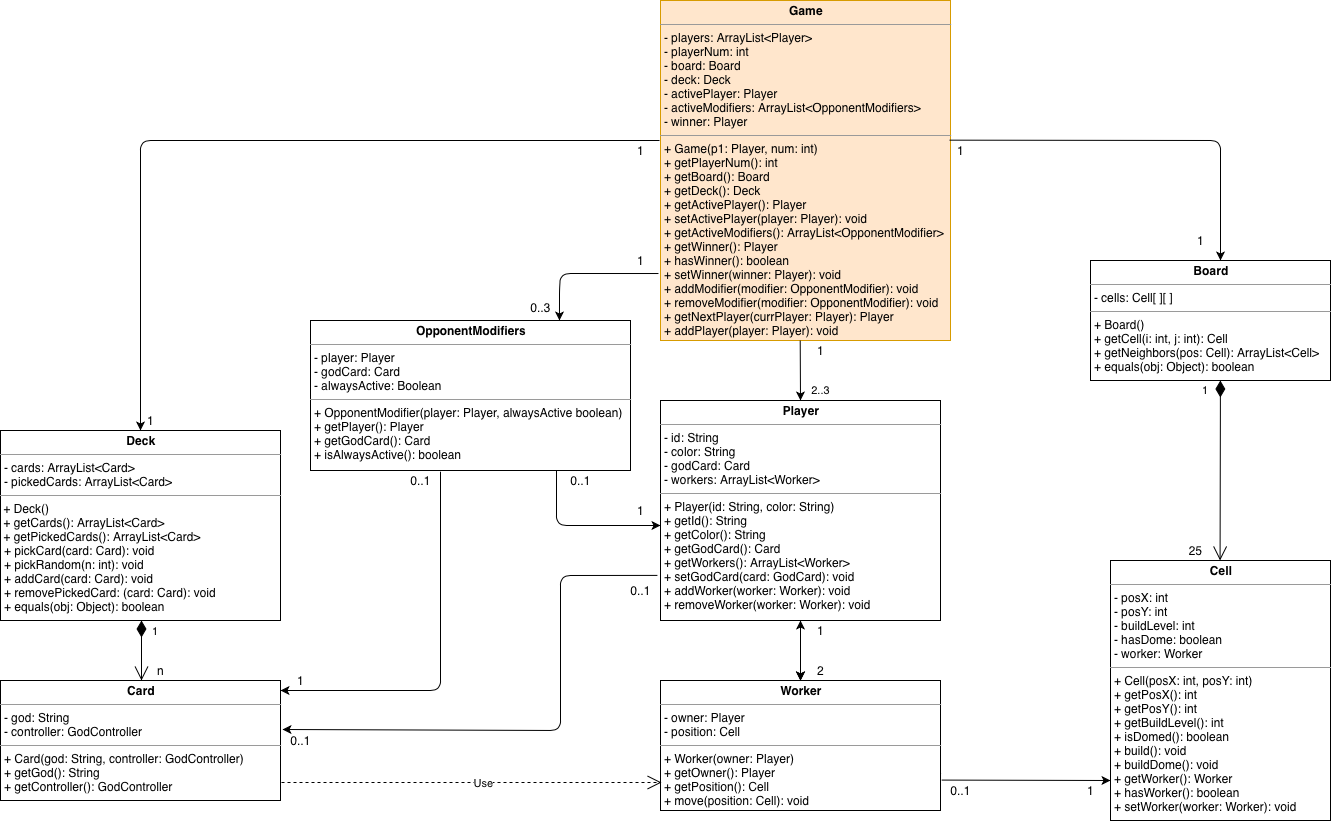 Game
- players: ArrayList<Player>
- playerNum: int
- board: Board
- deck: Deck
- activePlayer: Player
- activeModifiers: ArrayList<OpponentModifiers>
- winner: Player
+ Game(p1: Player, num: int)
+ getPlayerNum(): int
+ getBoard(): Board
+ getDeck(): Deck
+ getActivePlayer(): Player
+ setActivePlayer(player: Player): void
+ getActiveModifiers(): ArrayList<OpponentModifier>
+ getWinner(): Player
+ hasWinner(): boolean
+ setWinner(winner: Player): void
+ addModifier(modifier: OpponentModifier): void
+ removeModifier(modifier: OpponentModifier): void
+ getNextPlayer(currPlayer: Player): Player
+ addPlayer(player: Player): void
1
1
1
1
0..3
1
1
2..3
1
Board
- cells: Cell[ ][ ]
+ Board()
+ getCell(i: int, j: int): Cell
+ getNeighbors(pos: Cell): ArrayList<Cell>
+ equals(obj: Object): boolean
1
25
OpponentModifiers
- player: Player
- godCard: Card
- alwaysActive: Boolean
+ OpponentModifier(player: Player, alwaysActive boolean)
+ getPlayer(): Player
+ getGodCard(): Card
+ isAlwaysActive(): boolean
0..1
0..1
1
1
Deck
- cards: ArrayList<Card>
- pickedCards: ArrayList<Card>
+ Deck()
+ getCards(): ArrayList<Card>
+ getPickedCards(): ArrayList<Card>
+ pickCard(card: Card): void
+ pickRandom(n: int): void
+ addCard(card: Card): void
+ removePickedCard: (card: Card): void
+ equals(obj: Object): boolean
1
n
Player
- id: String
- color: String
- godCard: Card
- workers: ArrayList<Worker>
+ Player(id: String, color: String)
+ getId(): String
+ getColor(): String
+ getGodCard(): Card
+ getWorkers(): ArrayList<Worker>
+ setGodCard(card: GodCard): void
+ addWorker(worker: Worker): void
+ removeWorker(worker: Worker): void
0..1
0..1
1
2
Card
- god: String
- controller: GodController
+ Card(god: String, controller: GodController)
+ getGod(): String
+ getController(): GodController
Use
Worker
- owner: Player
- position: Cell
+ Worker(owner: Player)
+ getOwner(): Player
+ getPosition(): Cell
+ move(position: Cell): void
0..1
1
Cell
- posX: int
- posY: int
- buildLevel: int
- hasDome: boolean
- worker: Worker
+ Cell(posX: int, posY: int)
+ getPosX(): int
+ getPosY(): int
+ getBuildLevel(): int
+ isDomed(): boolean
+ build(): void
+ buildDome(): void
+ getWorker(): Worker
+ hasWorker(): boolean
+ setWorker(worker: Worker): void